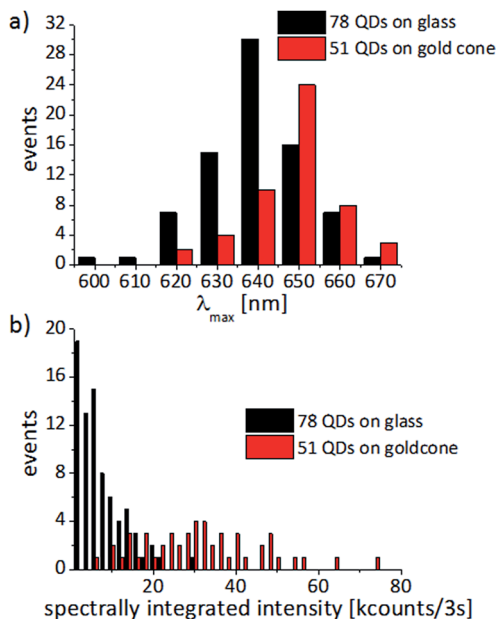 a)
78 QDs on glass
51 QDs on gold cone
events
32
28
24
20
16
12
8
4
0
600 610 620 630 640 650 660 670
λmax [nm]
b)
78 QDs on glass
51 QDs on goldcone
events
20
16
12
8
4
0
20 40 60 80
spectrally integrated intensity [kcounts/3s]